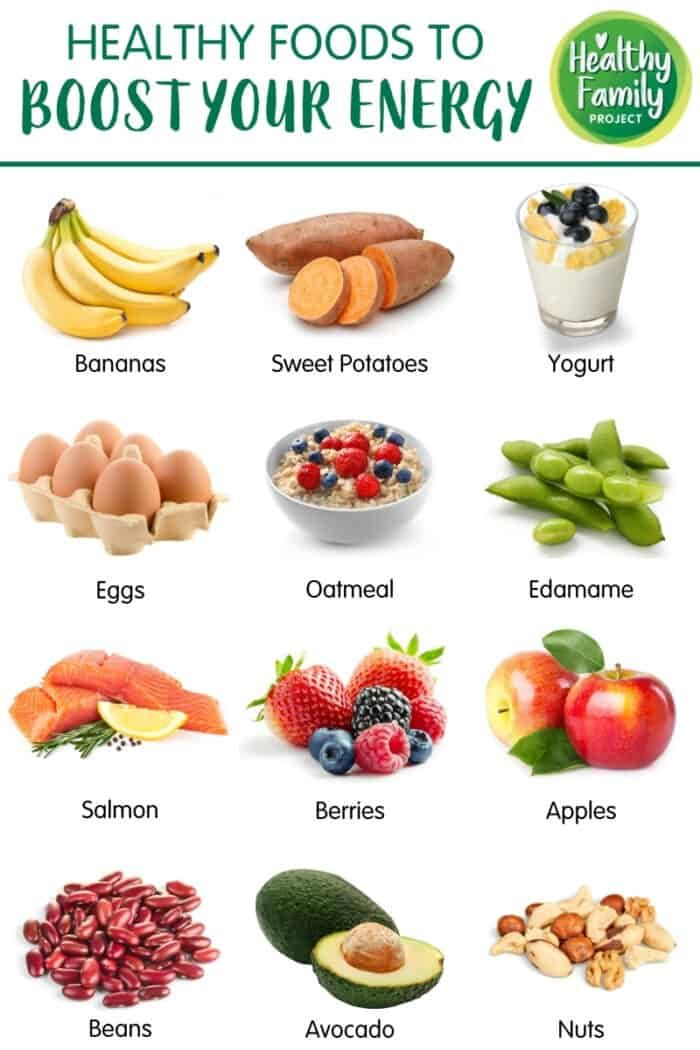 HEALTHY FOODS TO
BOOST YOUR ENERGY
Healthy
Family
PROJECT
Bananas
Sweet Potatoes
Yogurt
Eggs
Oatmeal
Edamame
Salmon
Berries
Apples
Beans
Avocado
Nuts